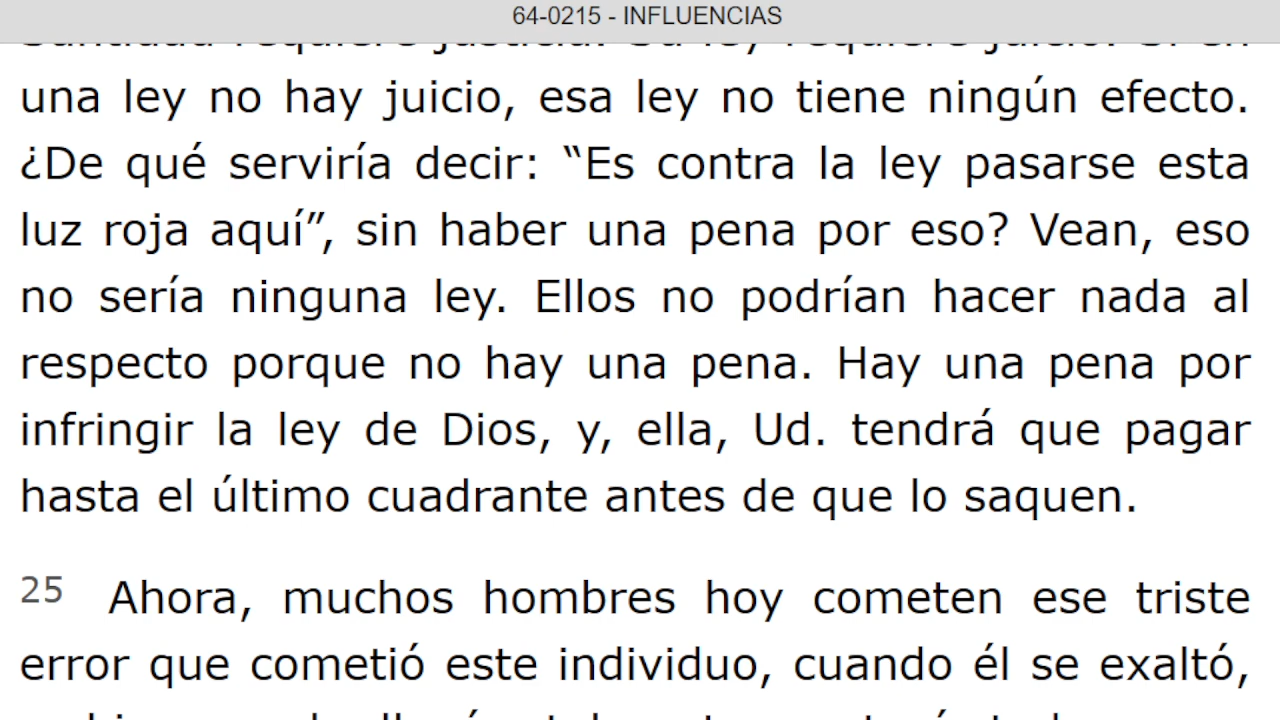 64-0215 - INFLUENCIAS
una ley no hay juicio, esa ley no tiene ningún efecto.
¿De qué serviría decir: “Es contra la ley pasarse esta
luz roja aquí”, sin haber una pena por eso? Vean, eso
no sería ninguna ley. Ellos no podrían hacer nada al
respecto porque no hay una pena. Hay una pena por
infringir la ley de Dios, y, ella, Ud. tendrá que pagar
hasta el último cuadrante antes de que lo saquen.
25 Ahora, muchos hombres hoy cometen ese triste
error que cometió este individuo, cuando él se exaltó,